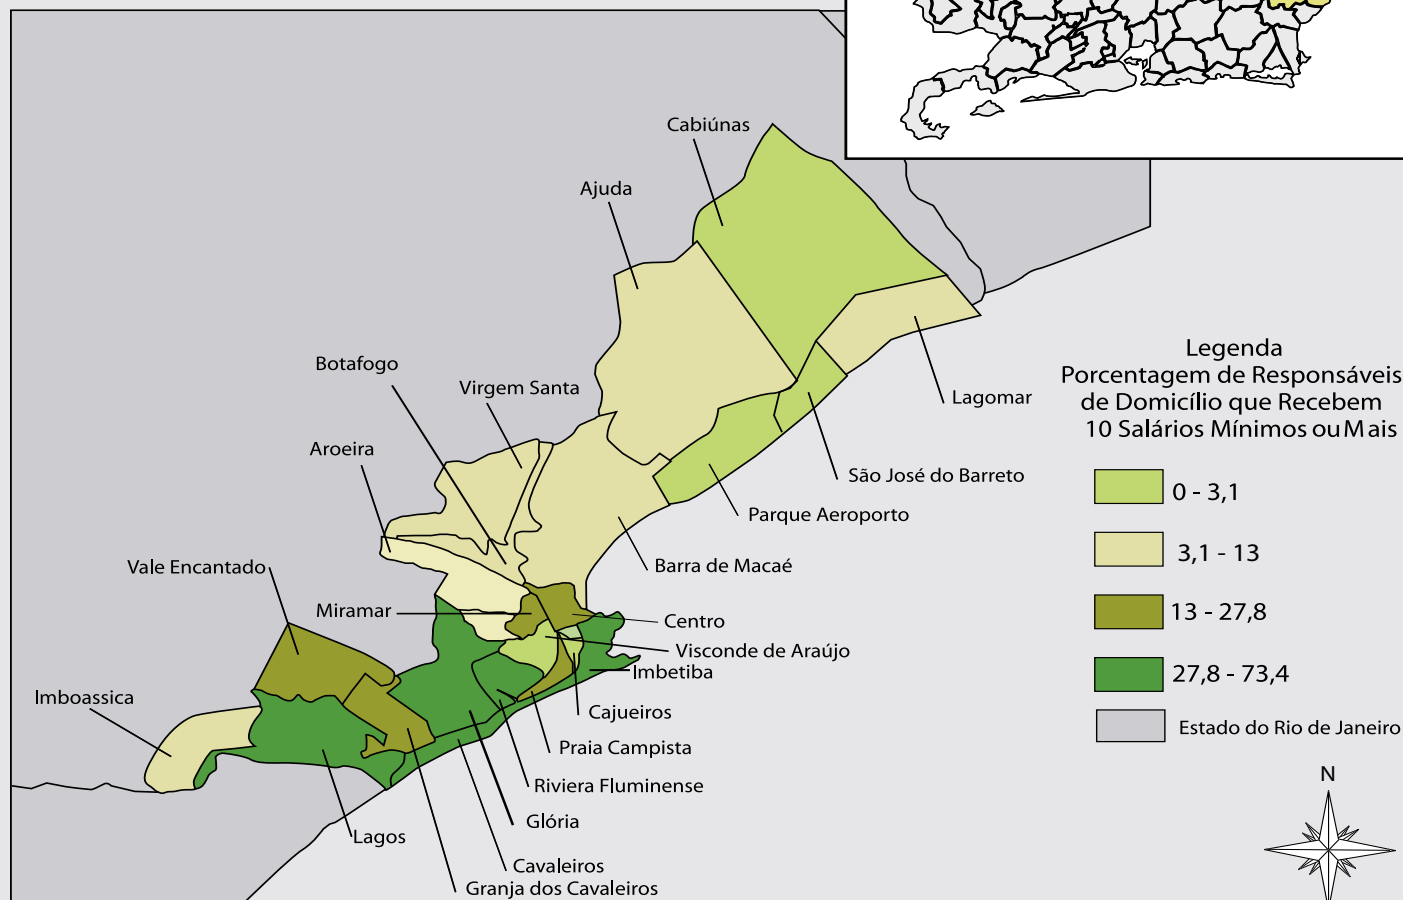 Cabiúnas
Ajuda
Botafogo
Virgem Santa
Aroeira
Lagomar
São José do Barreto
Parque Aeroporto
Barra de Macaé
Vale Encantado
Miramar
Centro
Visconde de Araújo
Imbetiba
Imboassica
Cajueiros
Praia Campista
Riviera Fluminense
Glória
Lagos
Cavaleiros
Granja dos Cavaleiros
Legenda
Porcentagem de Responsáveis
de Domicílio que Recebem
10 Salários Mínimos ou Mais
0 - 3,1
3,1 - 13
13 - 27,8
27,8 - 73,4
Estado do Rio de Janeiro
N